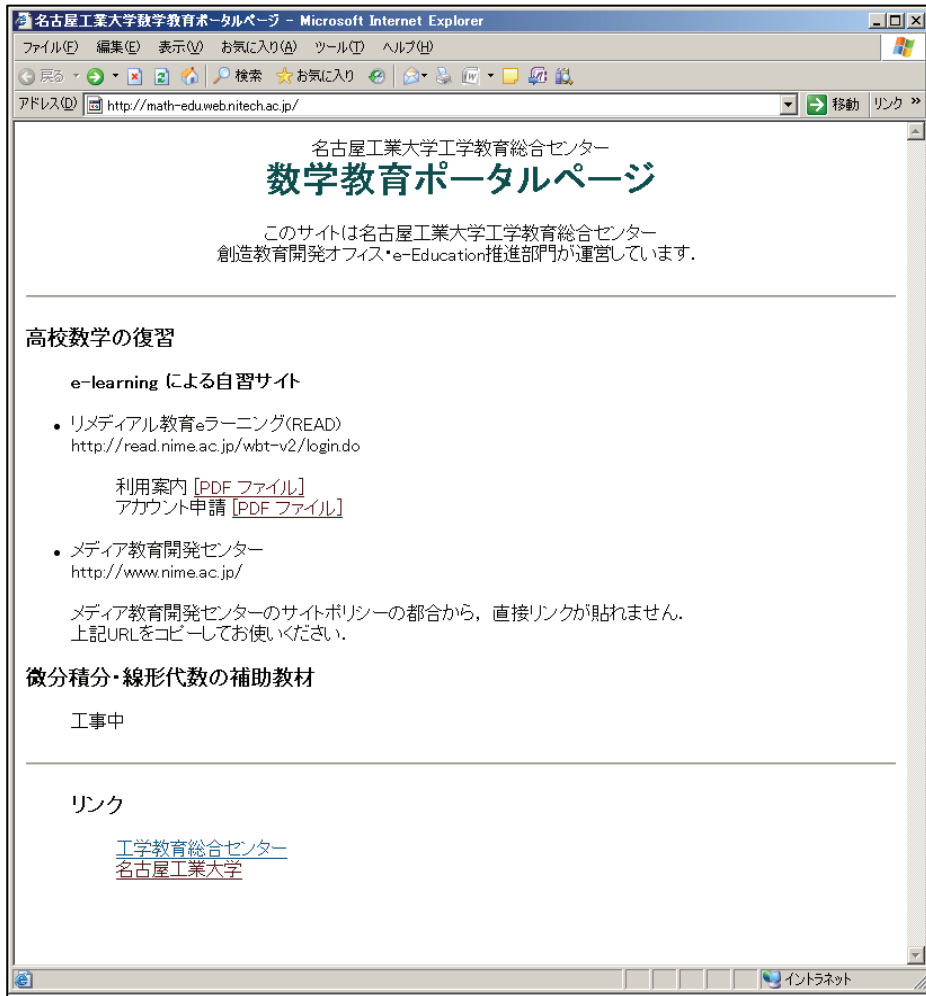 名古屋工業大学数学教育ポータルページ - Microsoft Internet Explorer
ファイル(F) 編集(E) 表示(V) お気に入り(A) ツール(T) ヘルプ(H)
戻る 検索 お気に入り
アドレス(D) http://math-edu.web.nitech.ac.jp/ 移動 リンク »
名古屋工業大学工学教育総合センター
数学教育ポータルページ
このサイトは名古屋工業大学工学教育総合センター
創造教育開発オフィス・e-Education推進部門が運営しています.
高校数学の復習
e-learning による自習サイト
• リメディアル教育eラーニング(READ)
http://read.nime.ac.jp/wbt-v2/login.do
利用案内 [PDF ファイル]
アカウント申請 [PDF ファイル]
• メディア教育開発センター
http://www.nime.ac.jp/
メディア教育開発センターのサイトポリシーの都合から，直接リンクが貼れません.
上記URLをコピーしてお使いください.
微分積分・線形代数の補助教材
工事中
リンク
工学教育総合センター
名古屋工業大学
イントラネット